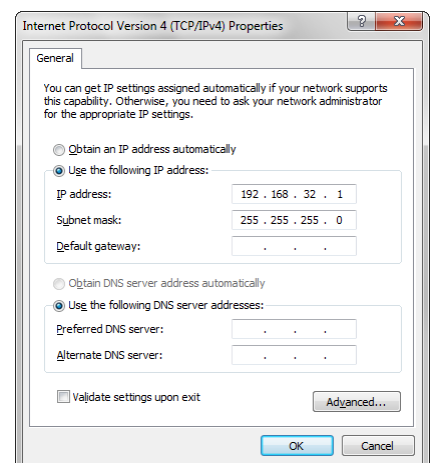 Internet Protocol Version 4 (TCP/IPv4) Properties
?
X
General
You can get IP settings assigned automatically if your network supports
this capability. Otherwise, you need to ask your network administrator
for the appropriate IP settings.
Obtain an IP address automatically
Use the following IP address:
IP address: 192 . 168 . 32 . 1
Subnet mask: 255 . 255 . 255 . 0
Default gateway: . . .
Obtain DNS server address automatically
Use the following DNS server addresses:
Preferred DNS server: . . .
Alternate DNS server: . . .
Validate settings upon exit
Advanced...
OK Cancel